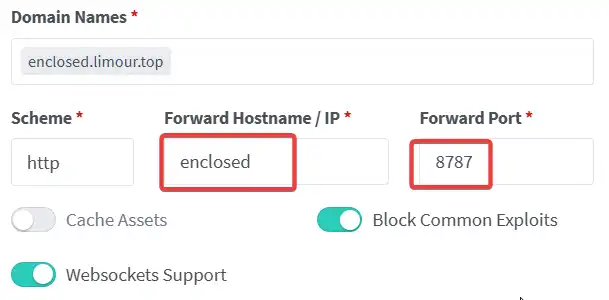 Domain Names *
enclosed.limour.top
Scheme * Forward Hostname / IP * Forward Port *
http enclosed 8787
Cache Assets Block Common Exploits
Websockets Support